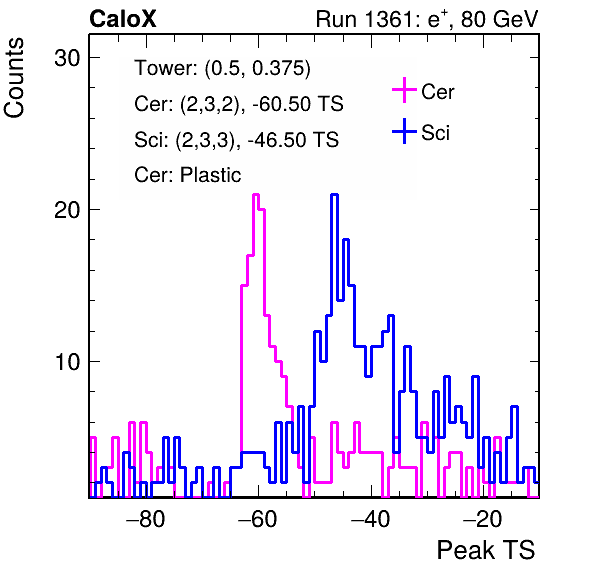 CaloX Run 1361: e⁺, 80 GeV
Counts
30
20
10
Tower: (0.5, 0.375)
Cer: (2,3,2), -60.50 TS
Sci: (2,3,3), -46.50 TS
Cer: Plastic
Cer
Sci
−80 −60 −40 −20
Peak TS